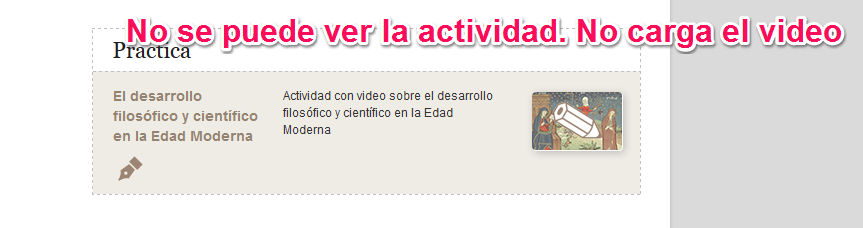 No se puede ver la actividad. No carga el video
Práctica
El desarrollo
filosófico y científico
en la Edad Moderna
Actividad con video sobre el desarrollo
filosófico y científico en la Edad
Moderna